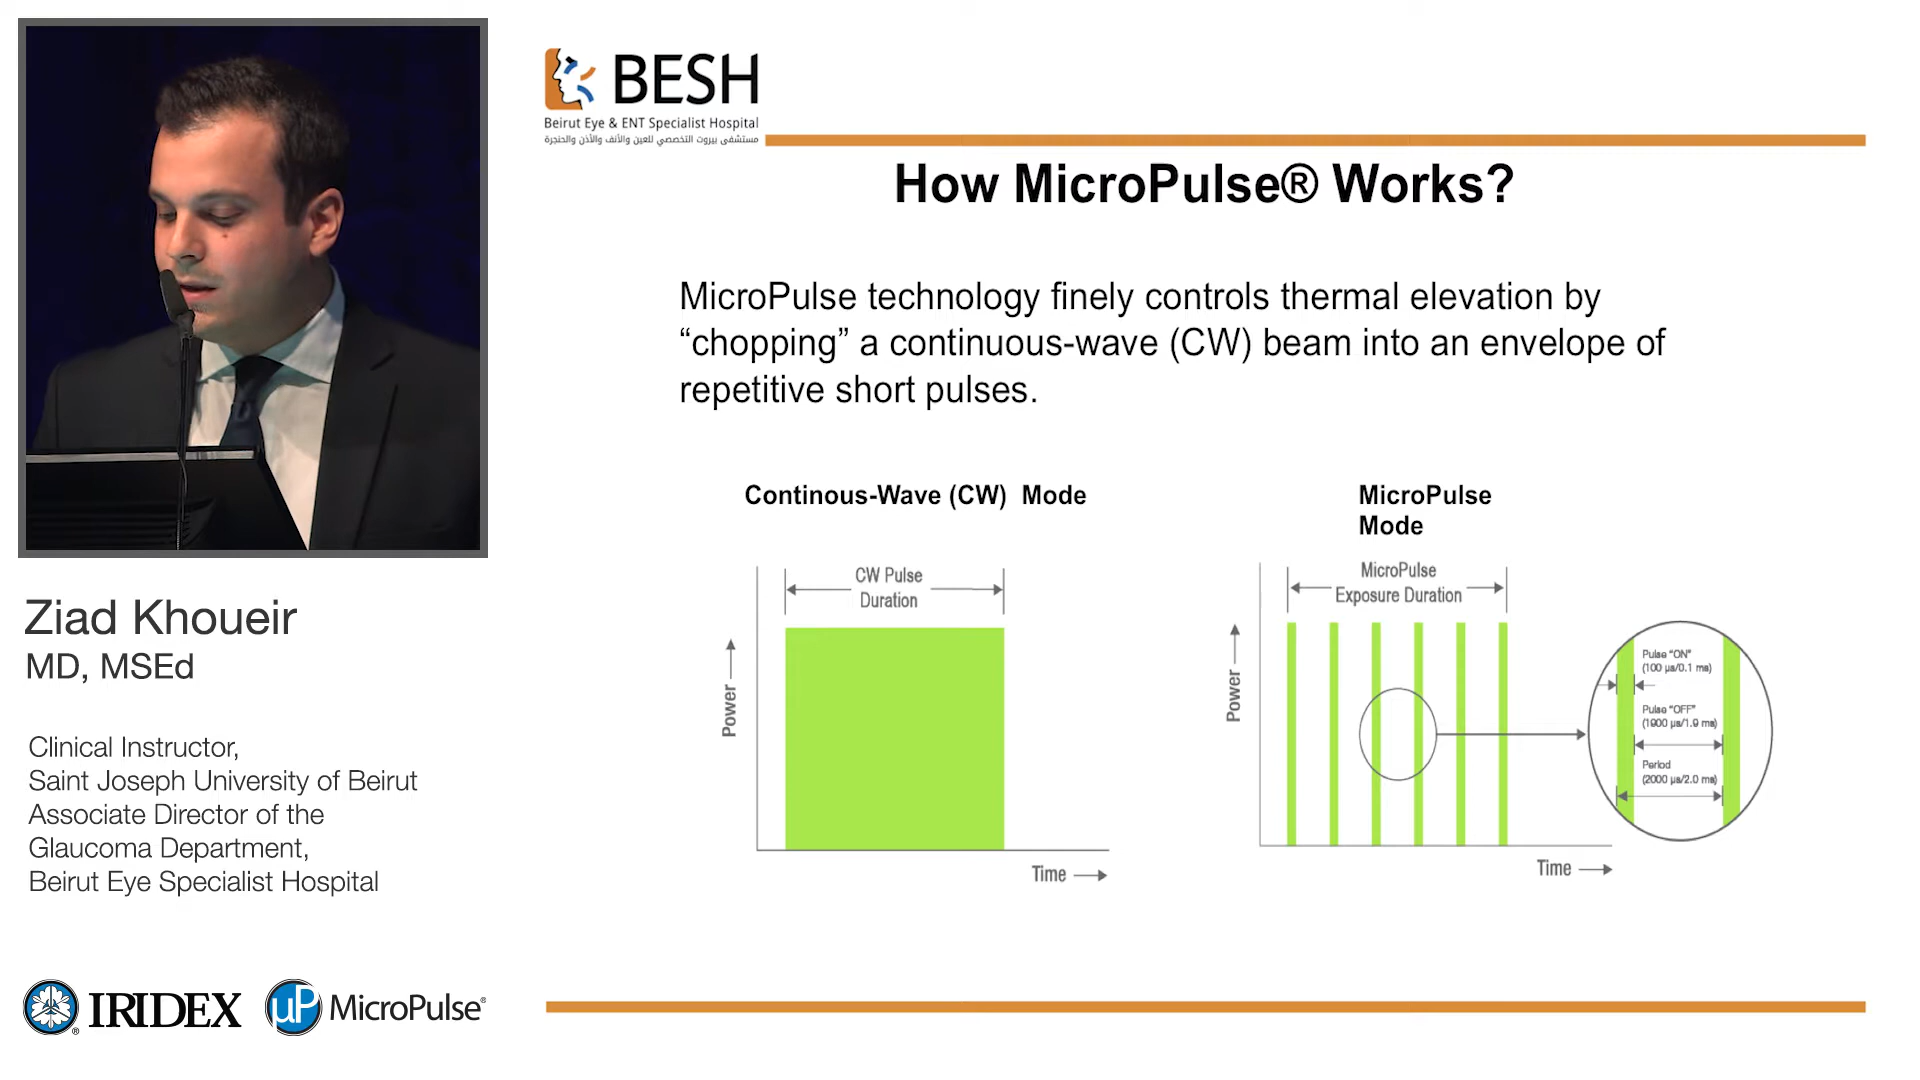 BESH
Beirut Eye & ENT Specialist Hospital
مستشفى بيروت التخصصي للعين والأنف والأذن والحنجرة
How MicroPulse® Works?
MicroPulse technology finely controls thermal elevation by
“chopping” a continuous-wave (CW) beam into an envelope of
repetitive short pulses.
Continous-Wave (CW) Mode
CW Pulse
Duration
Power
Time
MicroPulse
Mode
MicroPulse
Exposure Duration
Power
Time
Pulse “ON”
(100 µs/0.1 ms)
Pulse “OFF”
(1900 µs/1.9 ms)
Period
(2000 µs/2.0 ms)
Ziad Khoueir
MD, MSEd
Clinical Instructor,
Saint Joseph University of Beirut
Associate Director of the
Glaucoma Department,
Beirut Eye Specialist Hospital
IRIDEX® µP MicroPulse®